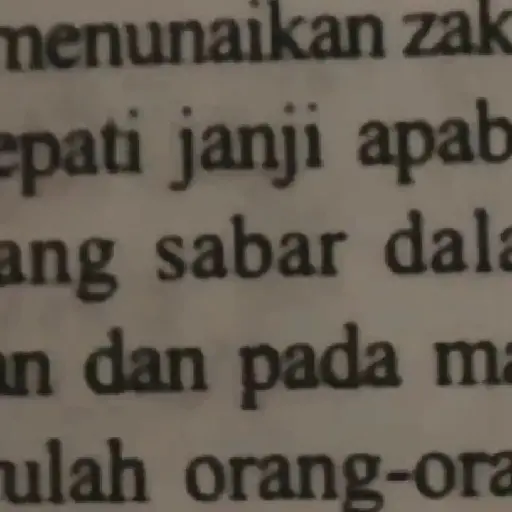 menunaikan zak
epati janji apab
ang sabar dala
an dan pada ma
ulah orang-ora